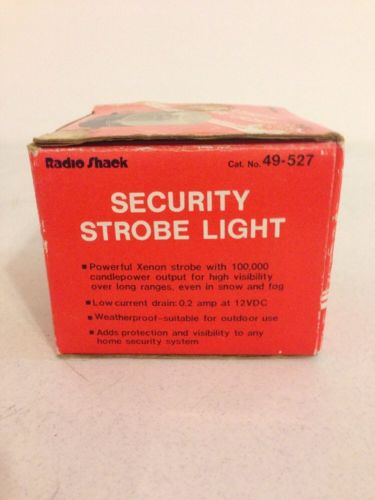 Radio Shack Cat. No. 49-527
SECURITY
STROBE LIGHT
■ Powerful Xenon strobe with 100,000
candlepower output for high visibility
over long ranges, even in snow and fog
■ Low current drain: 0.2 amp at 12VDC
■ Weatherproof–suitable for outdoor use
■ Adds protection and visibility to any
home security system